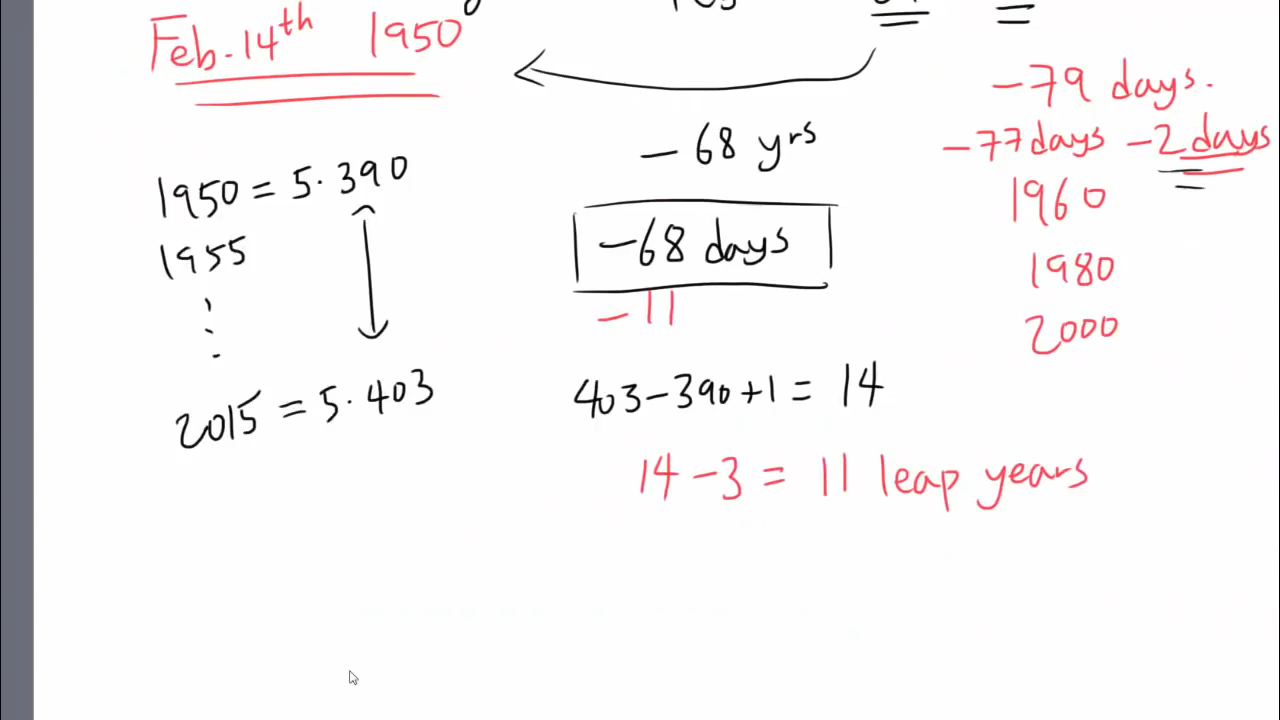 Feb. 14th 1950
- 79 days.
- 77 days - 2 days
- 68 yrs
1950 = 5.390
1960
1955
- 68 days
1980
- 11
2000
2015 = 5.403
403 - 390 + 1 = 14
14 - 3 = 11 leap years